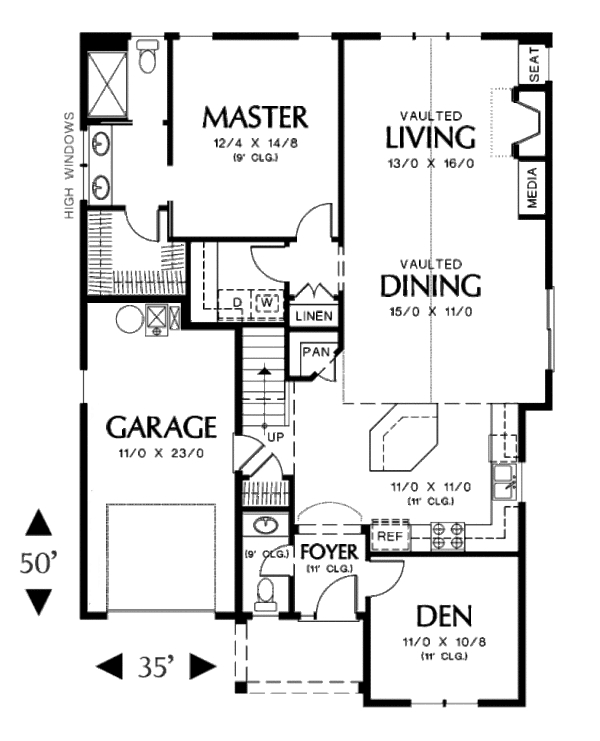 SEAT
HIGH WINDOWS
MASTER
12/4 X 14/8
(9' CLG.)
VAULTED
LIVING
13/0 X 16/0
MEDIA
VAULTED
DINING
15/0 X 11/0
D
W
LINEN
PAN
UP
GARAGE
11/0 X 23/0
11/0 X 11/0
(11' CLG.)
REF
(9' CLG.)
FOYER
(11' CLG.)
DEN
11/0 X 10/8
(11' CLG.)
50'
35'